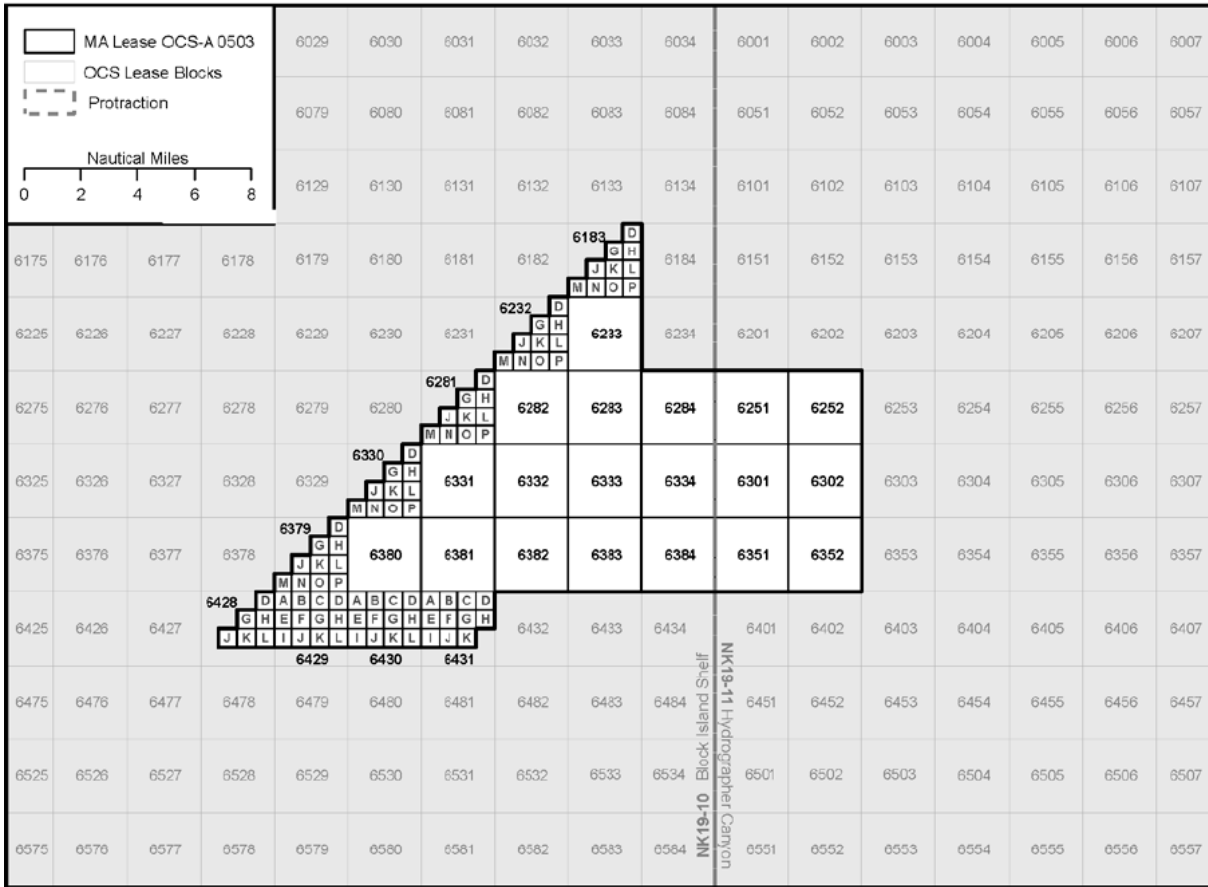 MA Lease OCS-A 0503
OCS Lease Blocks
Protraction
Nautical Miles
0 2 4 6 8
6029 6030 6031 6032 6033 6034 6001 6002 6003 6004 6005 6006 6007
6079 6080 6081 6082 6083 6084 6051 6052 6053 6054 6055 6056 6057
6129 6130 6131 6132 6133 6134 6101 6102 6103 6104 6105 6106 6107
6183 D
G H
6175 6176 6177 6178 6179 6180 6181 6182 6184 6151 6152 6153 6154 6155 6156 6157
J K L
M N O P
6232 D
G H
6225 6226 6227 6228 6229 6230 6231 6233 6234 6201 6202 6203 6204 6205 6206 6207
J K L
M N O P
6281 D
G H
6275 6276 6277 6278 6279 6280 6282 6283 6284 6251 6252 6253 6254 6255 6256 6257
J K L
M N O P
6330 D
G H
6325 6326 6327 6328 6329 6331 6332 6333 6334 6301 6302 6303 6304 6305 6306 6307
J K L
M N O P
6379 D
G H
6375 6376 6377 6378 6380 6381 6382 6383 6384 6351 6352 6353 6354 6355 6356 6357
J K L
M N O P
6428 D A B C D A B C D A B C D
G H E F G H E F G H E F G H
6425 6426 6427 6432 6433 6434 6401 6402 6403 6404 6405 6406 6407
J K L I J K L I J K L I J K
6429 6430 6431
6475 6476 6477 6478 6479 6480 6481 6482 6483 6484 6451 6452 6453 6454 6455 6456 6457
6525 6526 6527 6528 6529 6530 6531 6532 6533 6534 6501 6502 6503 6504 6505 6506 6507
6575 6576 6577 6578 6579 6580 6581 6582 6583 6584 6551 6552 6553 6554 6555 6556 6557
NK19-10 Block Island Shelf
NK19-11 Hydrographer Canyon